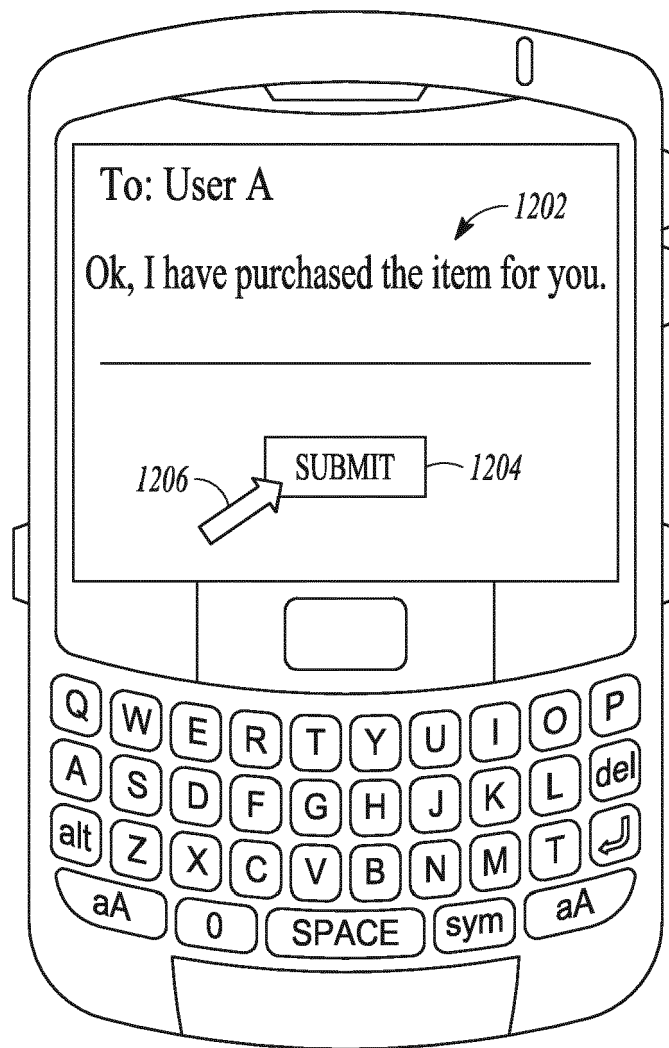 To: User A
1202
Ok, I have purchased the item for you.
1206 SUBMIT 1204
Q W E R T Y U I O P
A S D F G H J K L del
alt Z X C V B N M T
aA 0 SPACE sym aA